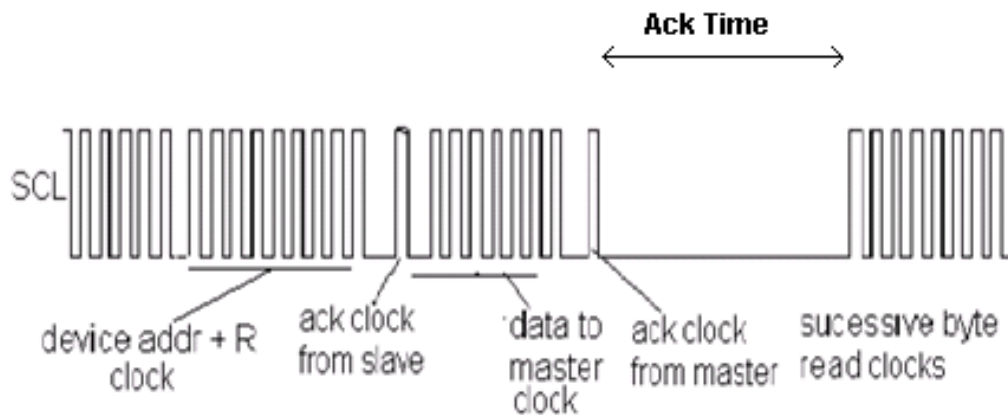 Ack Time
SCL
device addr + R
clock
ack clock
from slave
data to
master
clock
ack clock
from master
sucessive byte
read clocks